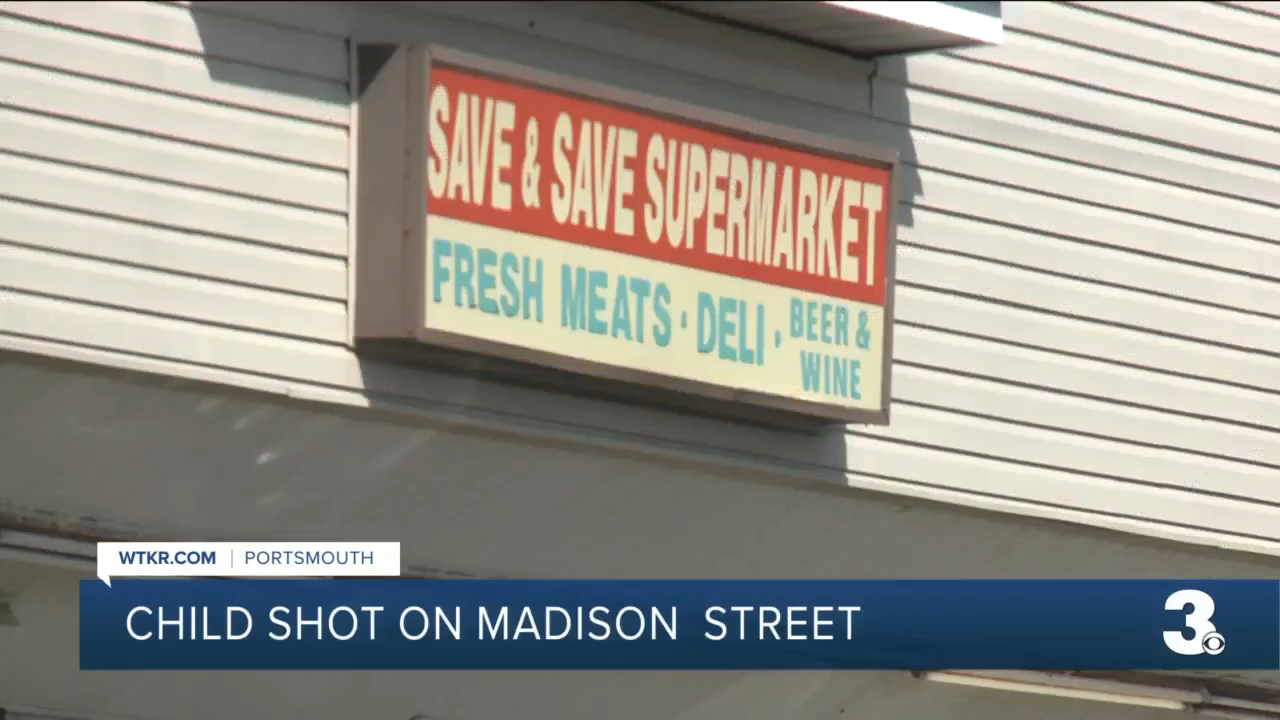 SAVE & SAVE SUPERMARKET
FRESH MEATS · DELI · BEER &
WINE
WTKR.COM | PORTSMOUTH
CHILD SHOT ON MADISON STREET
3